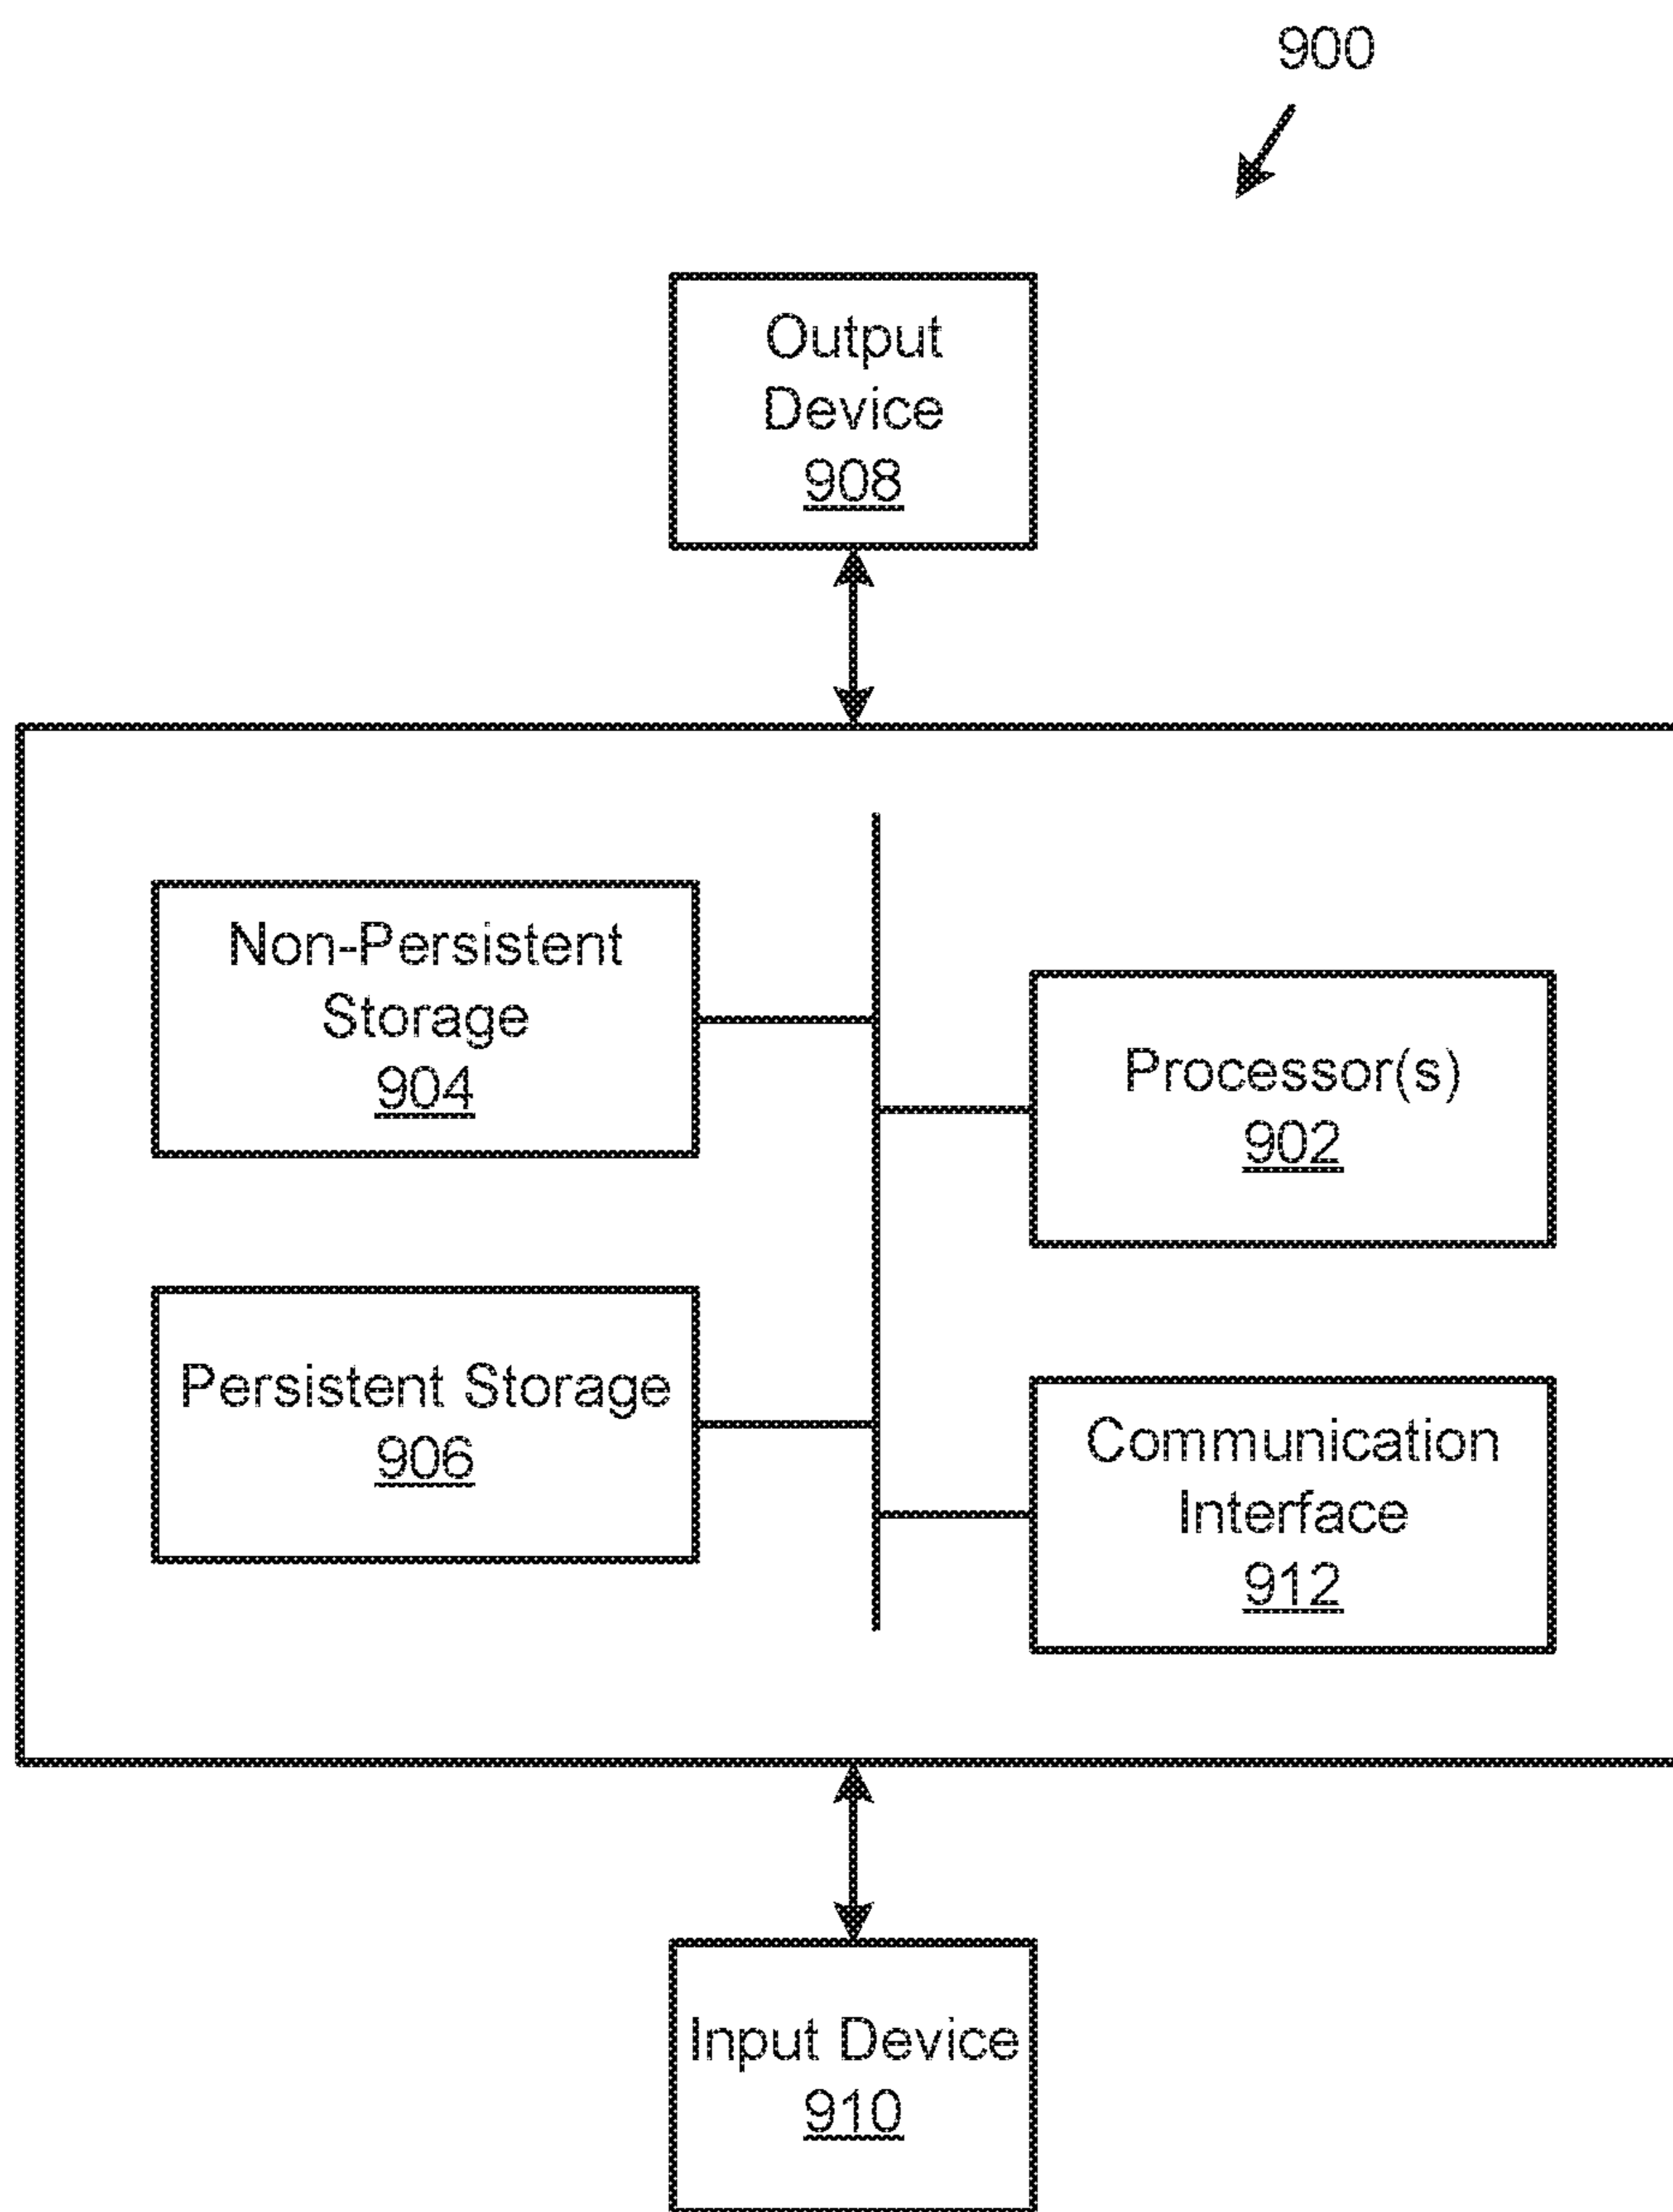 900
Output
Device
908
Non-Persistent
Storage
904
Processor(s)
902
Persistent Storage
906
Communication
Interface
912
Input Device
910